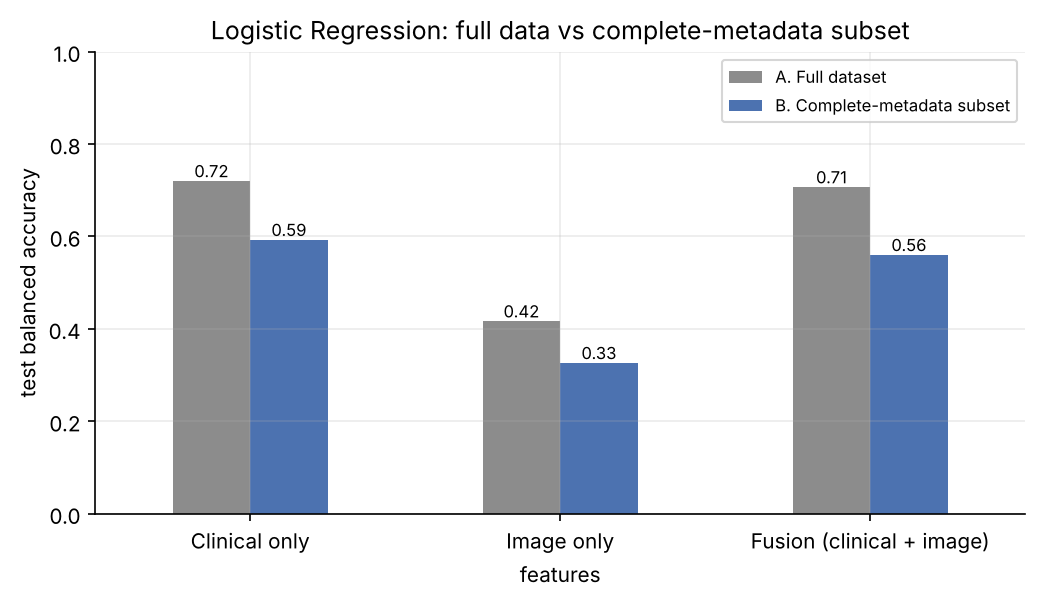 Logistic Regression: full data vs complete-metadata subset
A. Full dataset
B. Complete-metadata subset
test balanced accuracy
1.0
0.8
0.6
0.4
0.2
0.0
0.72
0.59
0.42
0.33
0.71
0.56
Clinical only
Image only
Fusion (clinical + image)
features